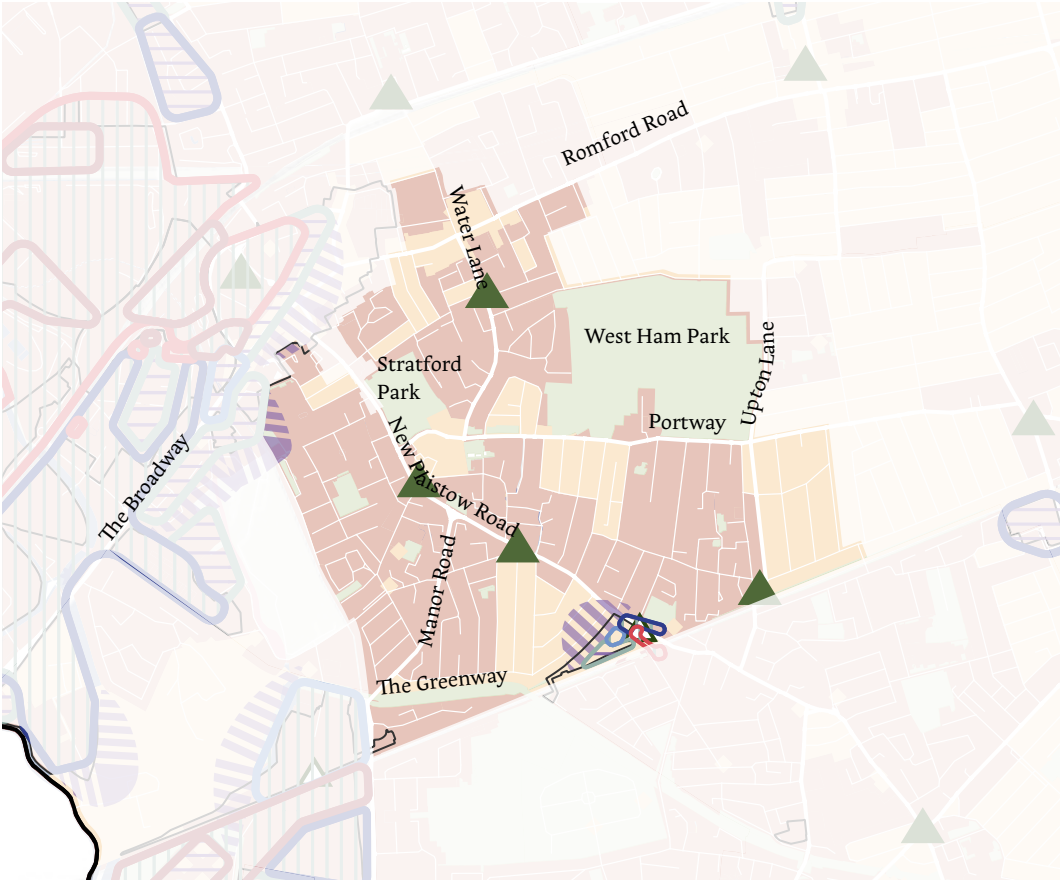 Romford Road
Water Lane
West Ham Park
Stratford
Park
Upton Lane
Portway
New Plaistow Road
The Broadway
Manor Road
The Greenway